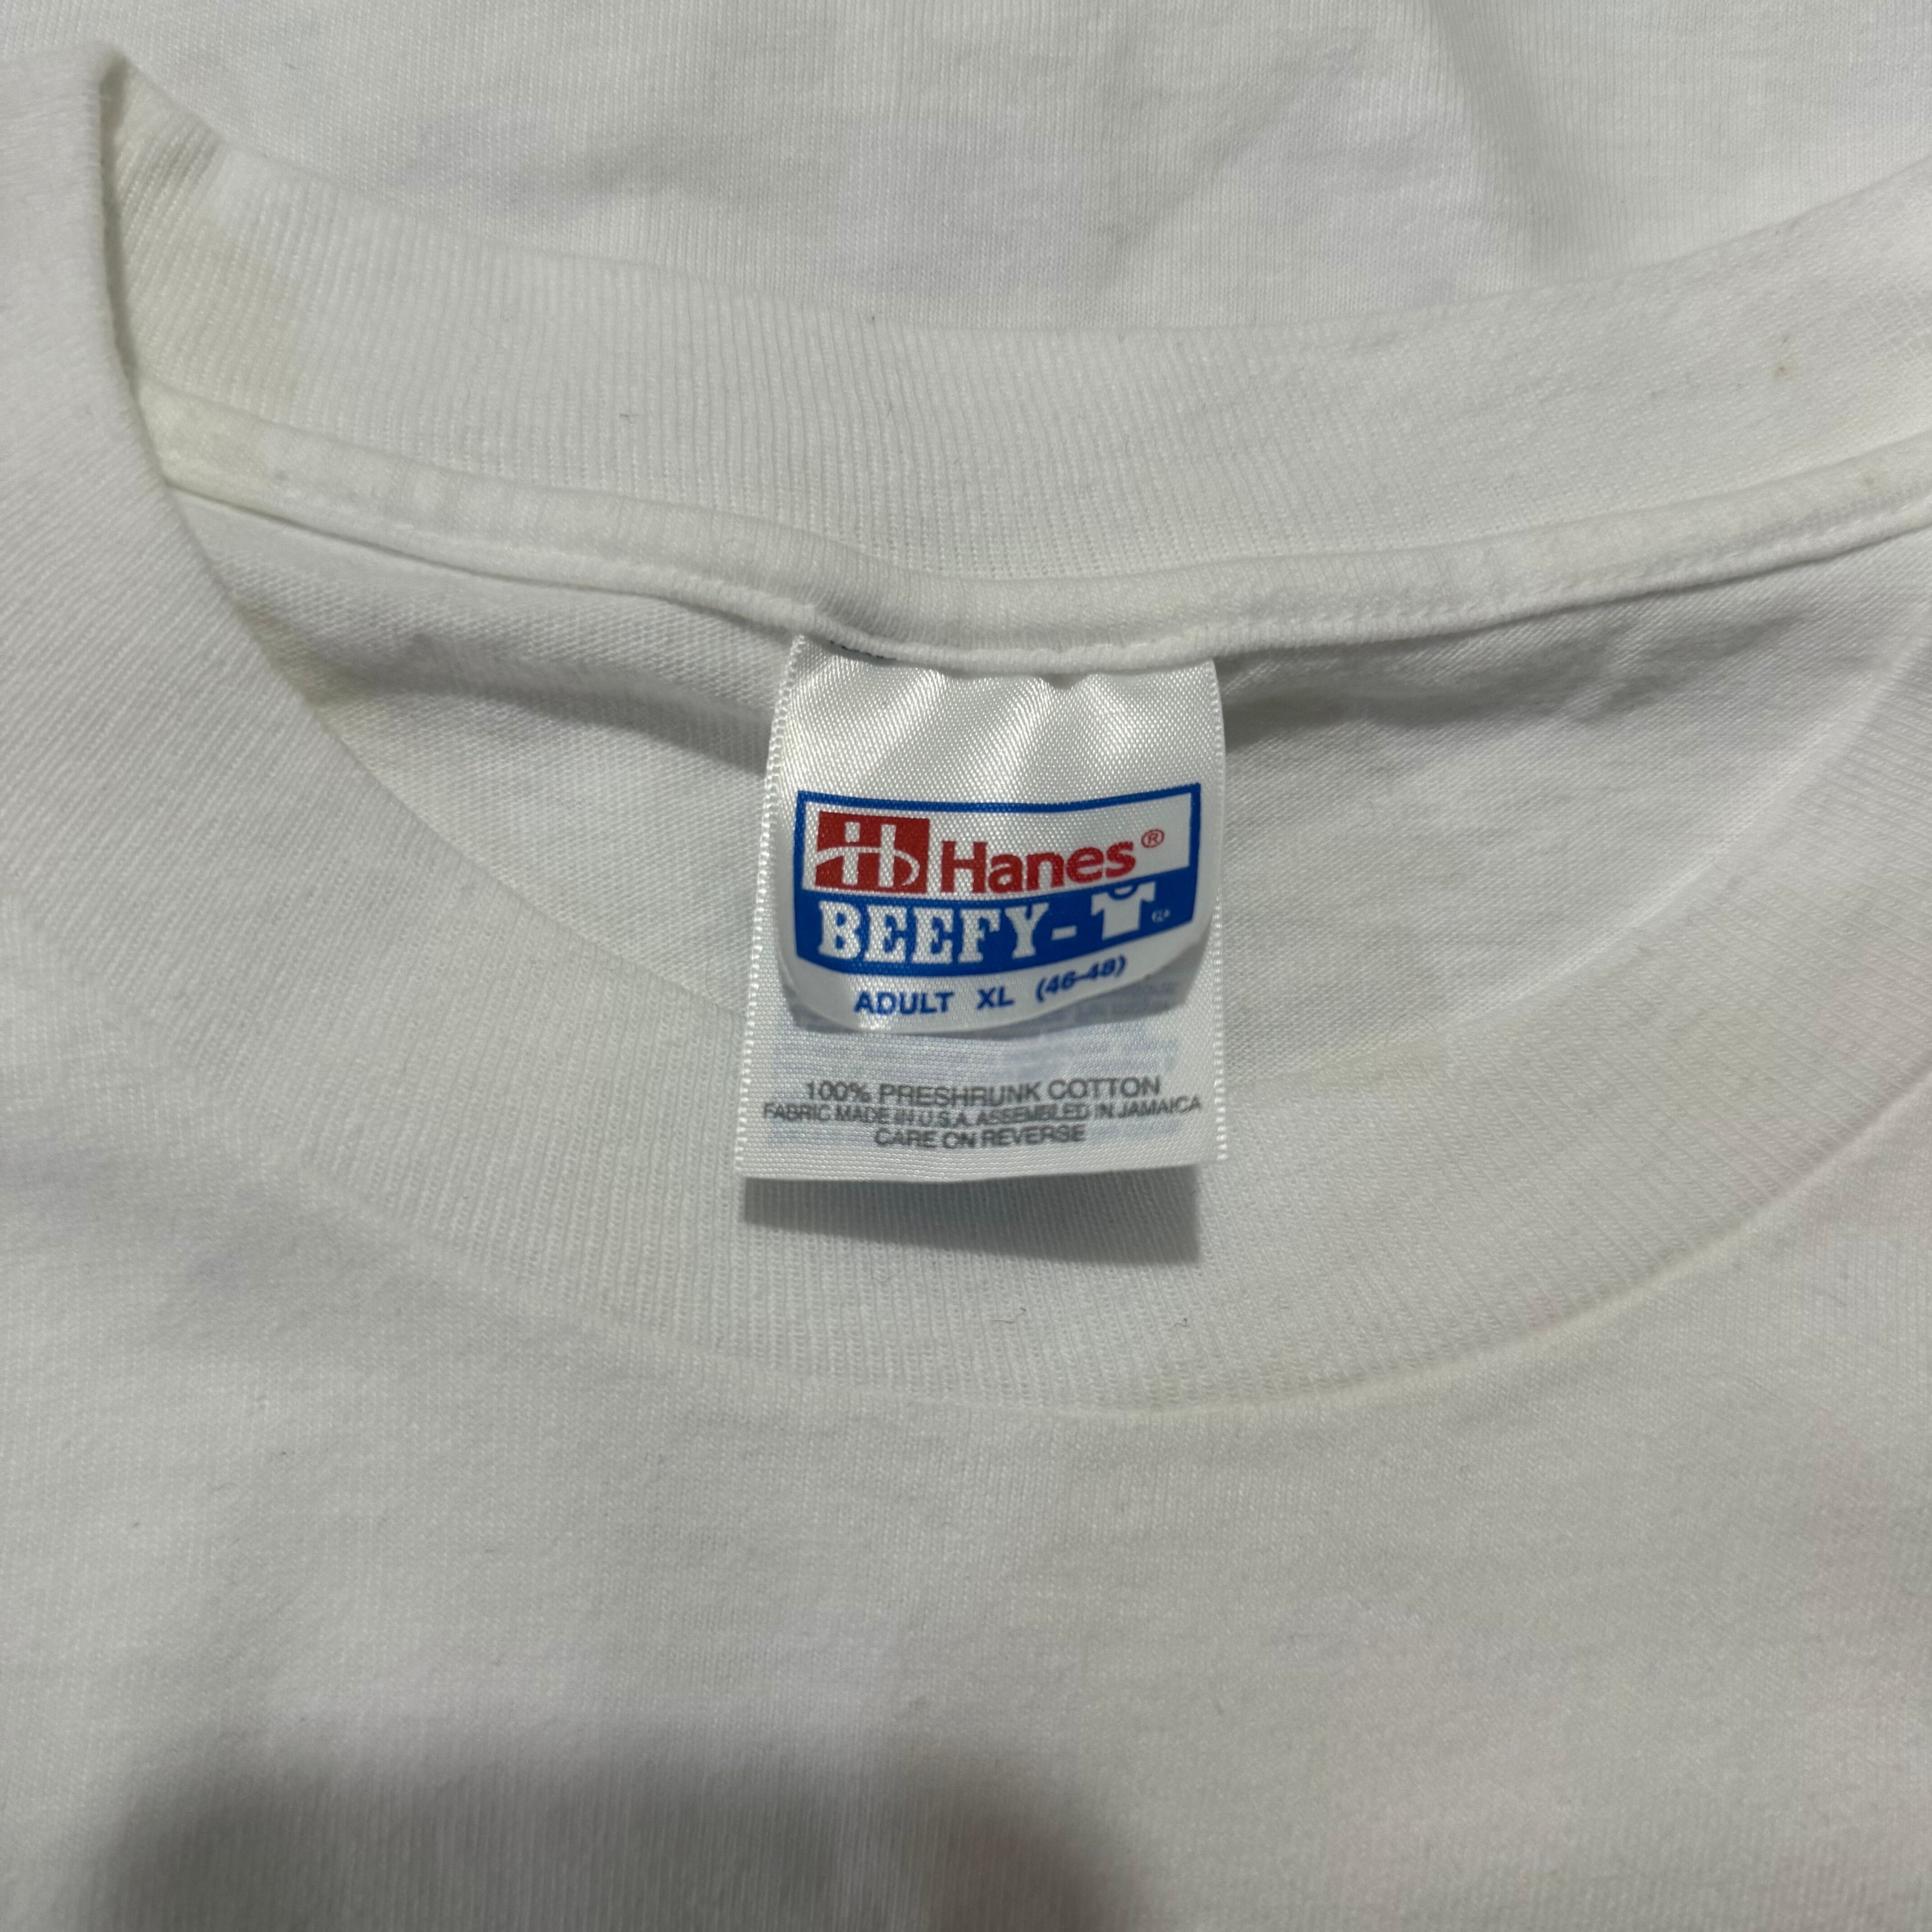 Hanes®
BEEFY-
ADULT XL (46-48)
100% PRESHRUNK COTTON
FABRIC MADE IN U.S.A. ASSEMBLED IN JAMAICA
CARE ON REVERSE